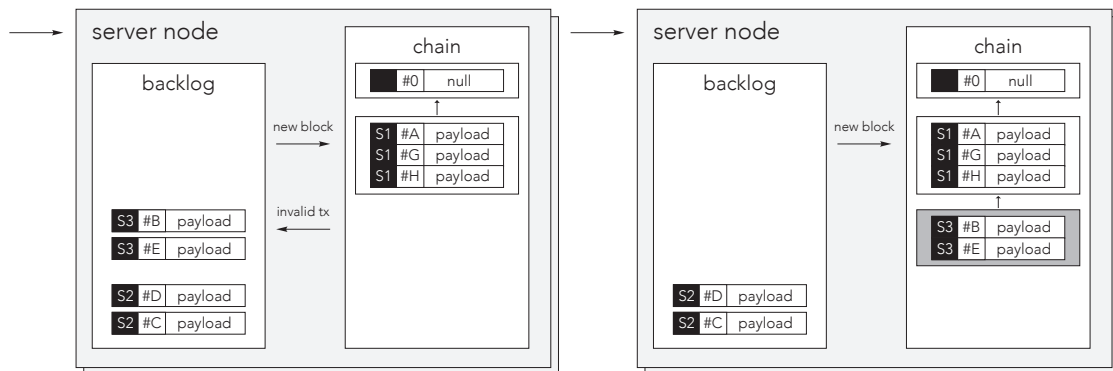 server node
backlog
S3 #B payload
S3 #E payload
S2 #D payload
S2 #C payload
new block
invalid tx
chain
#0 null
S1 #A payload
S1 #G payload
S1 #H payload
server node
backlog
S2 #D payload
S2 #C payload
new block
chain
#0 null
S1 #A payload
S1 #G payload
S1 #H payload
S3 #B payload
S3 #E payload